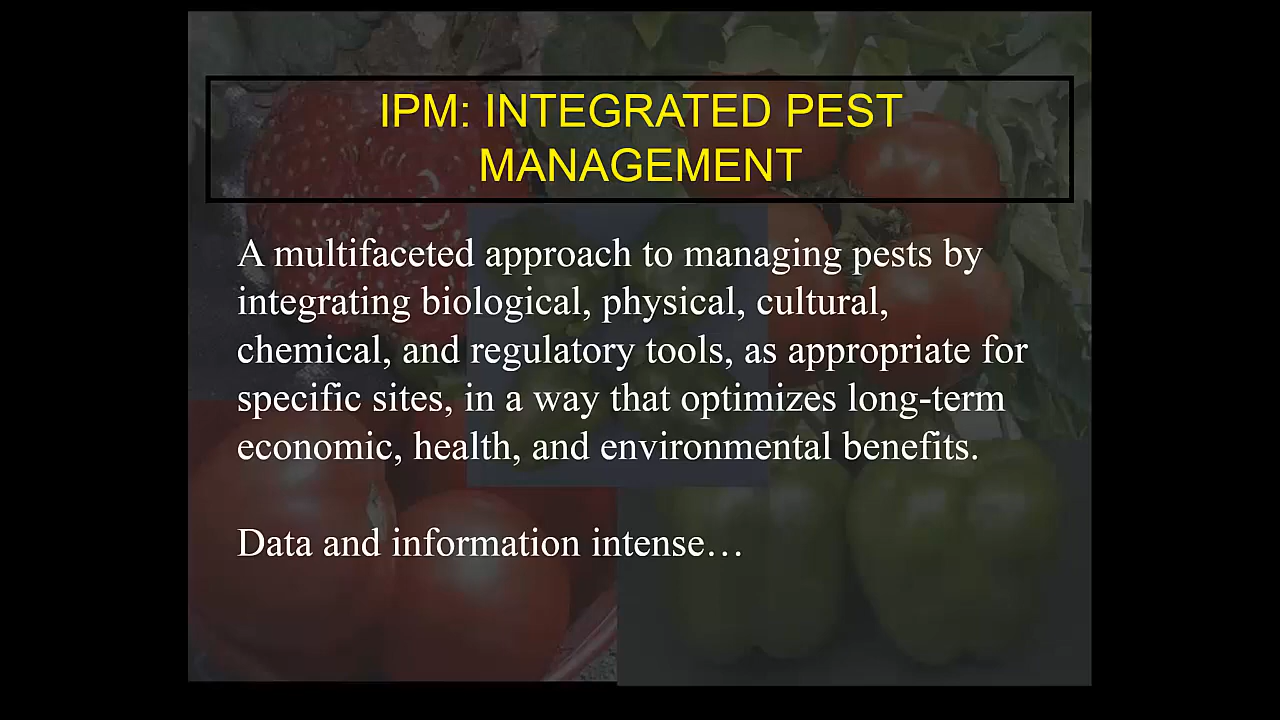 IPM: INTEGRATED PEST
MANAGEMENT
A multifaceted approach to managing pests by
integrating biological, physical, cultural,
chemical, and regulatory tools, as appropriate for
specific sites, in a way that optimizes long-term
economic, health, and environmental benefits.
Data and information intense…